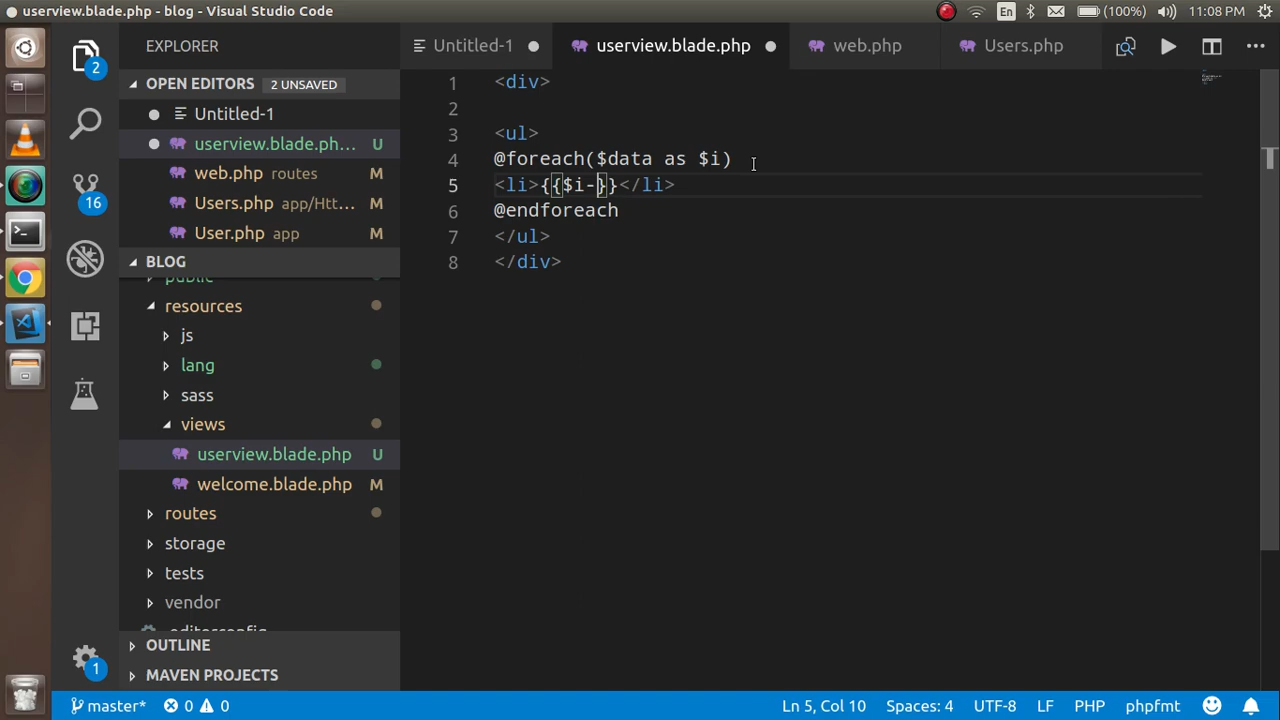 userview.blade.php - blog - Visual Studio Code
En
(100%)
11:08 PM
EXPLORER
OPEN EDITORS
2 UNSAVED
Untitled-1
userview.blade.ph... U
web.php routes M
Users.php app/Htt... M
User.php app M
BLOG
public
resources
js
lang
sass
views
userview.blade.php U
welcome.blade.php M
routes
storage
tests
vendor
.editorconfig
OUTLINE
MAVEN PROJECTS
2
16
1
Untitled-1
userview.blade.php
web.php
Users.php
1 <div>
2
3 <ul>
4 @foreach($data as $i)
5 <li>{{$i-}}</li>
6 @endforeach
7 </ul>
8 </div>
master*
0
0
Ln 5, Col 10
Spaces: 4
UTF-8
LF
PHP
phpfmt